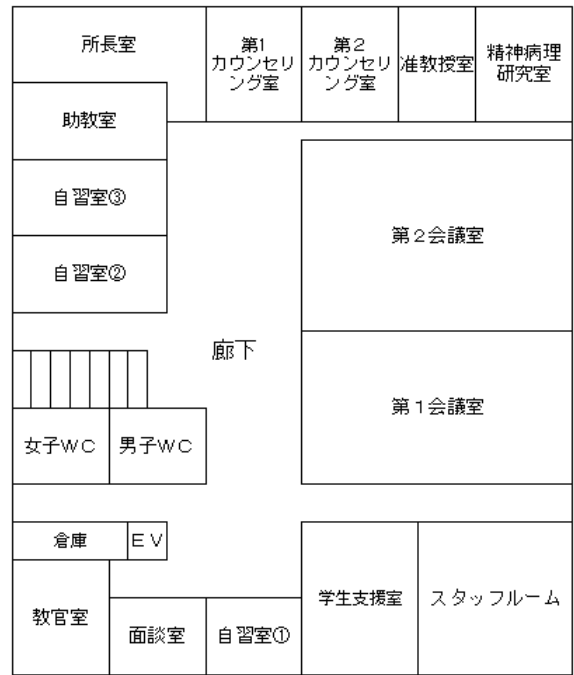 所長室
第1
カウンセリ
ング室
第２
カウンセリ
ング室
准教授室
精神病理
研究室
助教室
自習室③
第２会議室
自習室②
廊下
第１会議室
女子ＷＣ
男子ＷＣ
倉庫
ＥＶ
学生支援室
スタッフルーム
教官室
面談室
自習室①